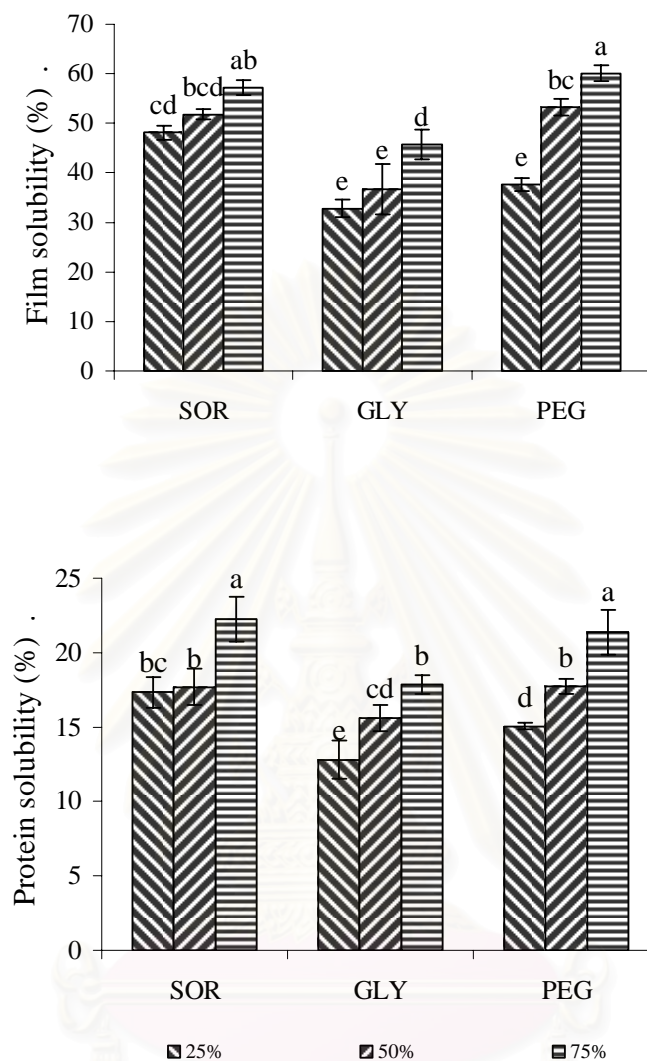 Film solubility (%) .
70
60
50
40
30
20
10
0
cd
bcd
ab
e
e
d
e
bc
a
SOR GLY PEG
Protein solubility (%) .
25
20
15
10
5
0
bc
b
a
e
cd
b
d
b
a
SOR GLY PEG
25% 50% 75%